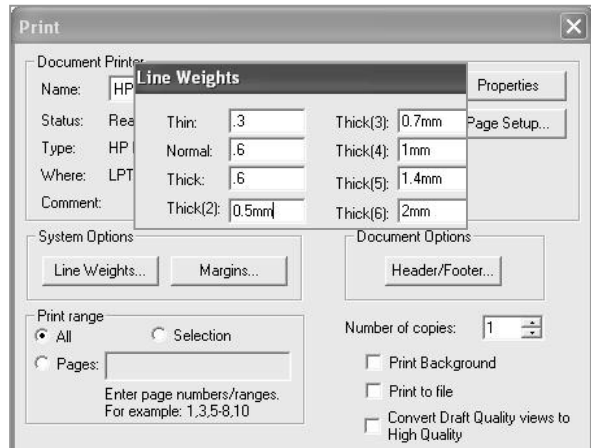 Print
Document Printer
Name: HP
Properties
Status: Rea
Page Setup...
Type: HP
Where: LPT
Comment:
Line Weights
Thin: .3
Thick(3): 0.7mm
Normal: .6
Thick(4): 1mm
Thick: .6
Thick(5): 1.4mm
Thick(2): 0.5mm
Thick(6): 2mm
System Options
Line Weights... Margins...
Document Options
Header/Footer...
Print range
All Selection
Pages:
Enter page numbers/ranges.
For example: 1,3,5-8,10
Number of copies: 1
Print Background
Print to file
Convert Draft Quality views to
High Quality